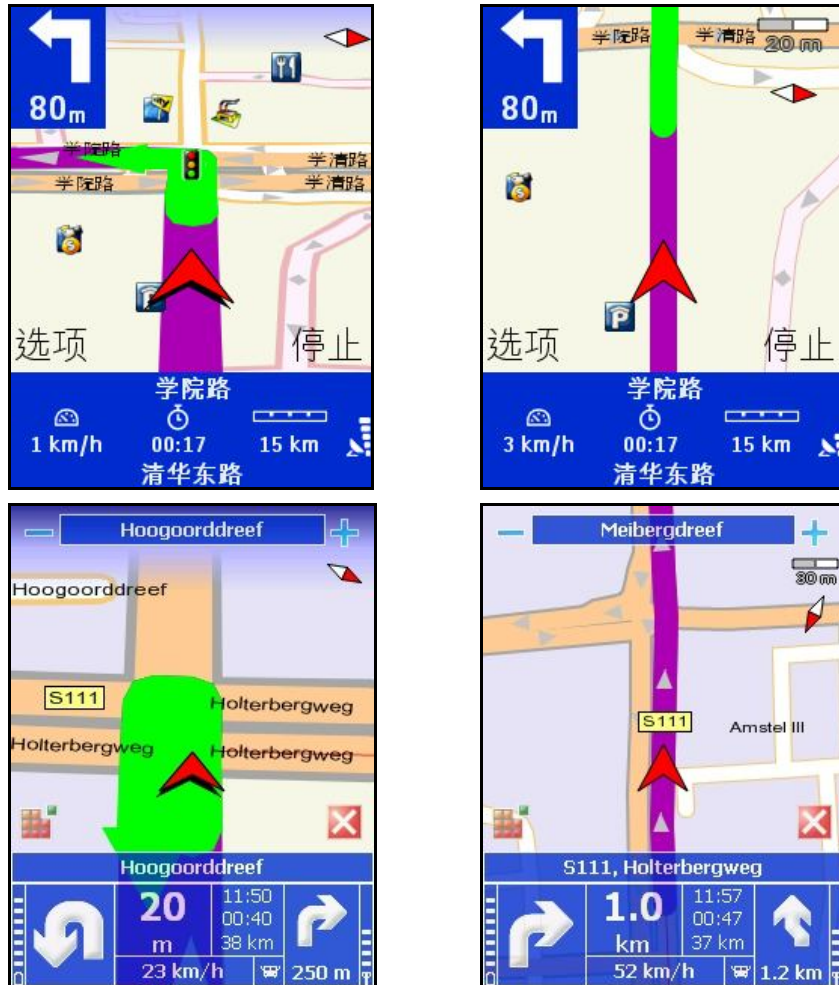 80m
学院路
学清路
学院路
学清路
选项
停止
学院路
1 km/h
00:17
15 km
清华东路
学院路
学清路
20 m
80m
选项
停止
学院路
3 km/h
00:17
15 km
清华东路
Hoogoorddreef
Hoogoorddreef
S111
Holterbergweg
Holterbergweg
Holterbergweg
Hoogoorddreef
20
m
11:50
00:40
38 km
23 km/h
250 m
Meibergdreef
30 m
S111
Amstel III
S111, Holterbergweg
1.0
km
11:57
00:47
37 km
52 km/h
1.2 km